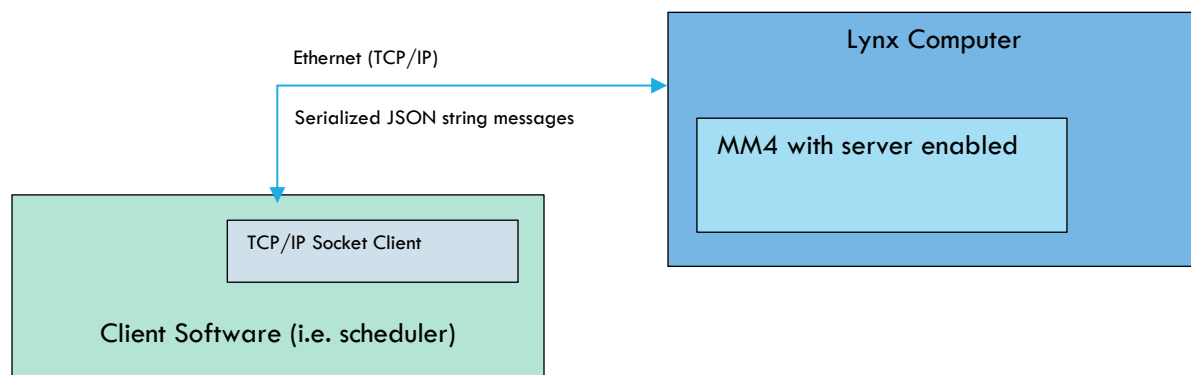 Lynx Computer
Ethernet (TCP/IP)
Serialized JSON string messages
MM4 with server enabled
TCP/IP Socket Client
Client Software (i.e. scheduler)